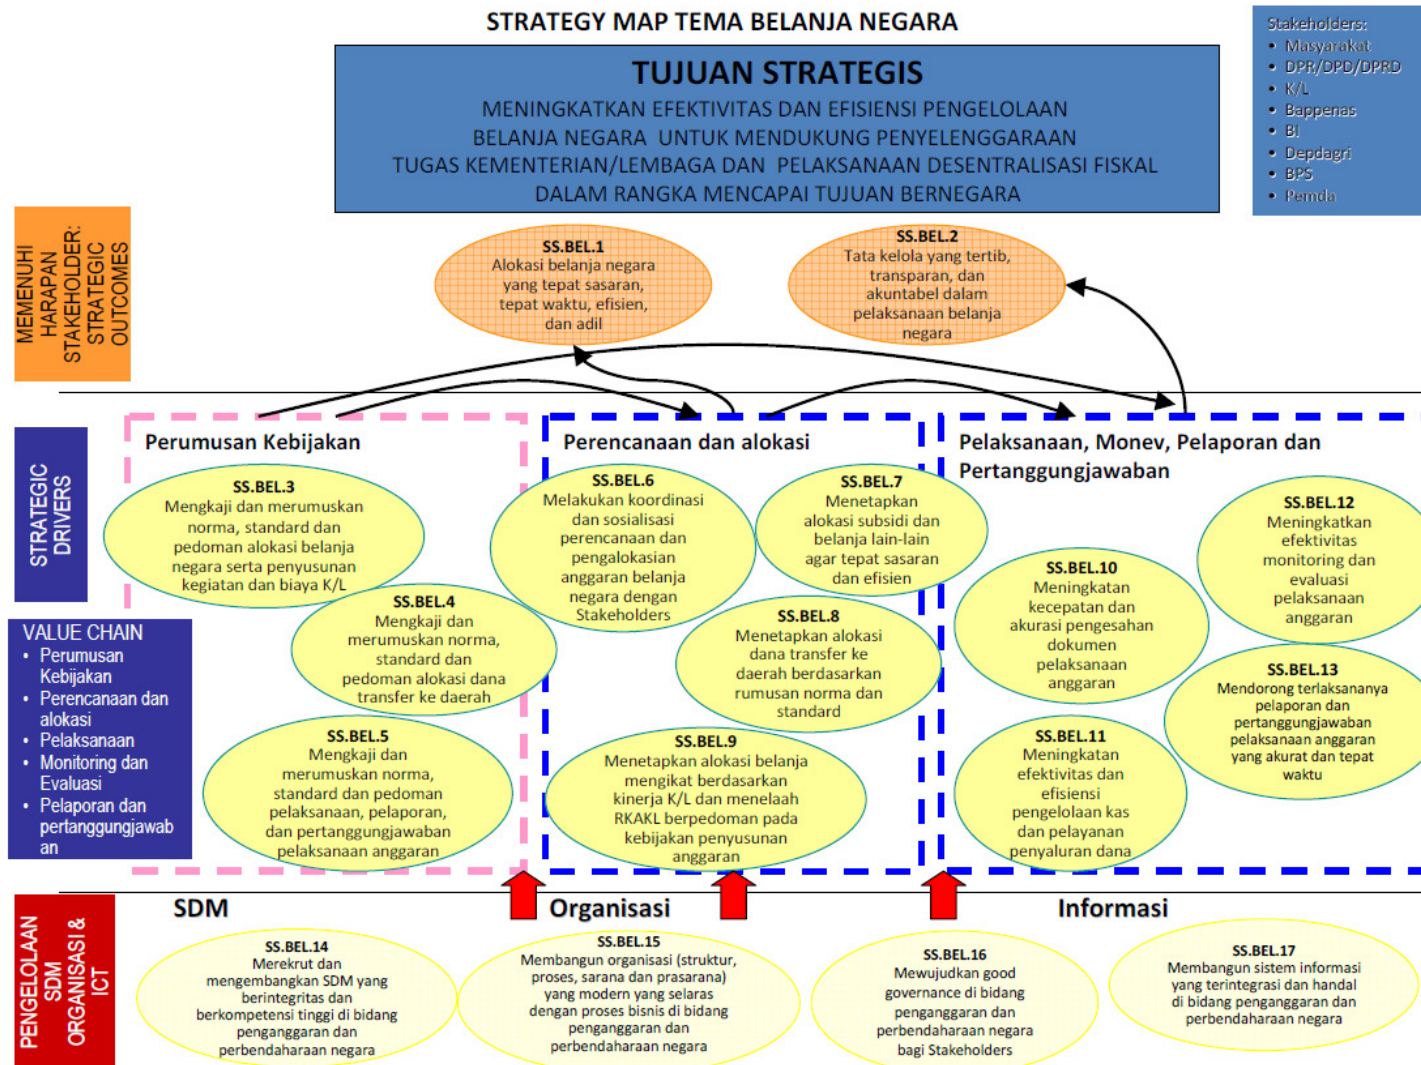 STRATEGY MAP TEMA BELANJA NEGARA
TUJUAN STRATEGIS
MENINGKATKAN EFEKTIVITAS DAN EFISIENSI PENGELOLAAN
BELANJA NEGARA UNTUK MENDUKUNG PENYELENGGARAAN
TUGAS KEMENTERIAN/LEMBAGA DAN PELAKSANAAN DESENTRALISASI FISKAL
DALAM RANGKA MENCAPAI TUJUAN BERNEGARA
Stakeholders:
• Masyarakat
• DPR/DPD/DPRD
• K/L
• Bappenas
• BI
• Depdagri
• BPS
• Pemda
MEMENUHI
HARAPAN
STAKEHOLDER:
STRATEGIC
OUTCOMES
SS.BEL.1
Alokasi belanja negara
yang tepat sasaran,
tepat waktu, efisien,
dan adil
SS.BEL.2
Tata kelola yang tertib,
transparan, dan
akuntabel dalam
pelaksanaan belanja
negara
STRATEGIC
DRIVERS
VALUE CHAIN
• Perumusan
Kebijakan
• Perencanaan dan
alokasi
• Pelaksanaan
• Monitoring dan
Evaluasi
• Pelaporan dan
pertanggungjawab
an
Perumusan Kebijakan
SS.BEL.3
Mengkaji dan merumuskan
norma, standard dan
pedoman alokasi belanja
negara serta penyusunan
kegiatan dan biaya K/L
SS.BEL.4
Mengkaji dan
merumuskan norma,
standard dan
pedoman alokasi dana
transfer ke daerah
SS.BEL.5
Mengkaji dan
merumuskan norma,
standard dan pedoman
pelaksanaan, pelaporan,
dan pertanggungjawaban
pelaksanaan anggaran
Perencanaan dan alokasi
SS.BEL.6
Melakukan koordinasi
dan sosialisasi
perencanaan dan
pengalokasian
anggaran belanja
negara dengan
Stakeholders
SS.BEL.7
Menetapkan
alokasi subsidi dan
belanja lain-lain
agar tepat sasaran
dan efisien
SS.BEL.8
Menetapkan alokasi
dana transfer ke
daerah berdasarkan
rumusan norma dan
standard
SS.BEL.9
Menetapkan alokasi belanja
mengikat berdasarkan
kinerja K/L dan menelaah
RKAKL berpedoman pada
kebijakan penyusunan
anggaran
Pelaksanaan, Monev, Pelaporan dan
Pertanggungjawaban
SS.BEL.10
Meningkatan
kecepatan dan
akurasi pengesahan
dokumen
pelaksanaan
anggaran
SS.BEL.11
Meningkatan
efektivitas dan
efisiensi
pengelolaan kas
dan pelayanan
penyaluran dana
SS.BEL.12
Meningkatkan
efektivitas
monitoring dan
evaluasi
pelaksanaan
anggaran
SS.BEL.13
Mendorong terlaksananya
pelaporan dan
pertanggungjawaban
pelaksanaan anggaran
yang akurat dan tepat
waktu
PENGELOLAAN
SDM
ORGANISASI &
ICT
SDM
Organisasi
Informasi
SS.BEL.14
Merekrut dan
mengembangkan SDM yang
berintegritas dan
berkompetensi tinggi di bidang
penganggaran dan
perbendaharaan negara
SS.BEL.15
Membangun organisasi (struktur,
proses, sarana dan prasarana)
yang modern yang selaras
dengan proses bisnis di bidang
penganggaran dan
perbendaharaan negara
SS.BEL.16
Mewujudkan good
governance di bidang
penganggaran dan
perbendaharaan negara
bagi Stakeholders
SS.BEL.17
Membangun sistem informasi
yang terintegrasi dan handal
di bidang penganggaran dan
perbendaharaan negara